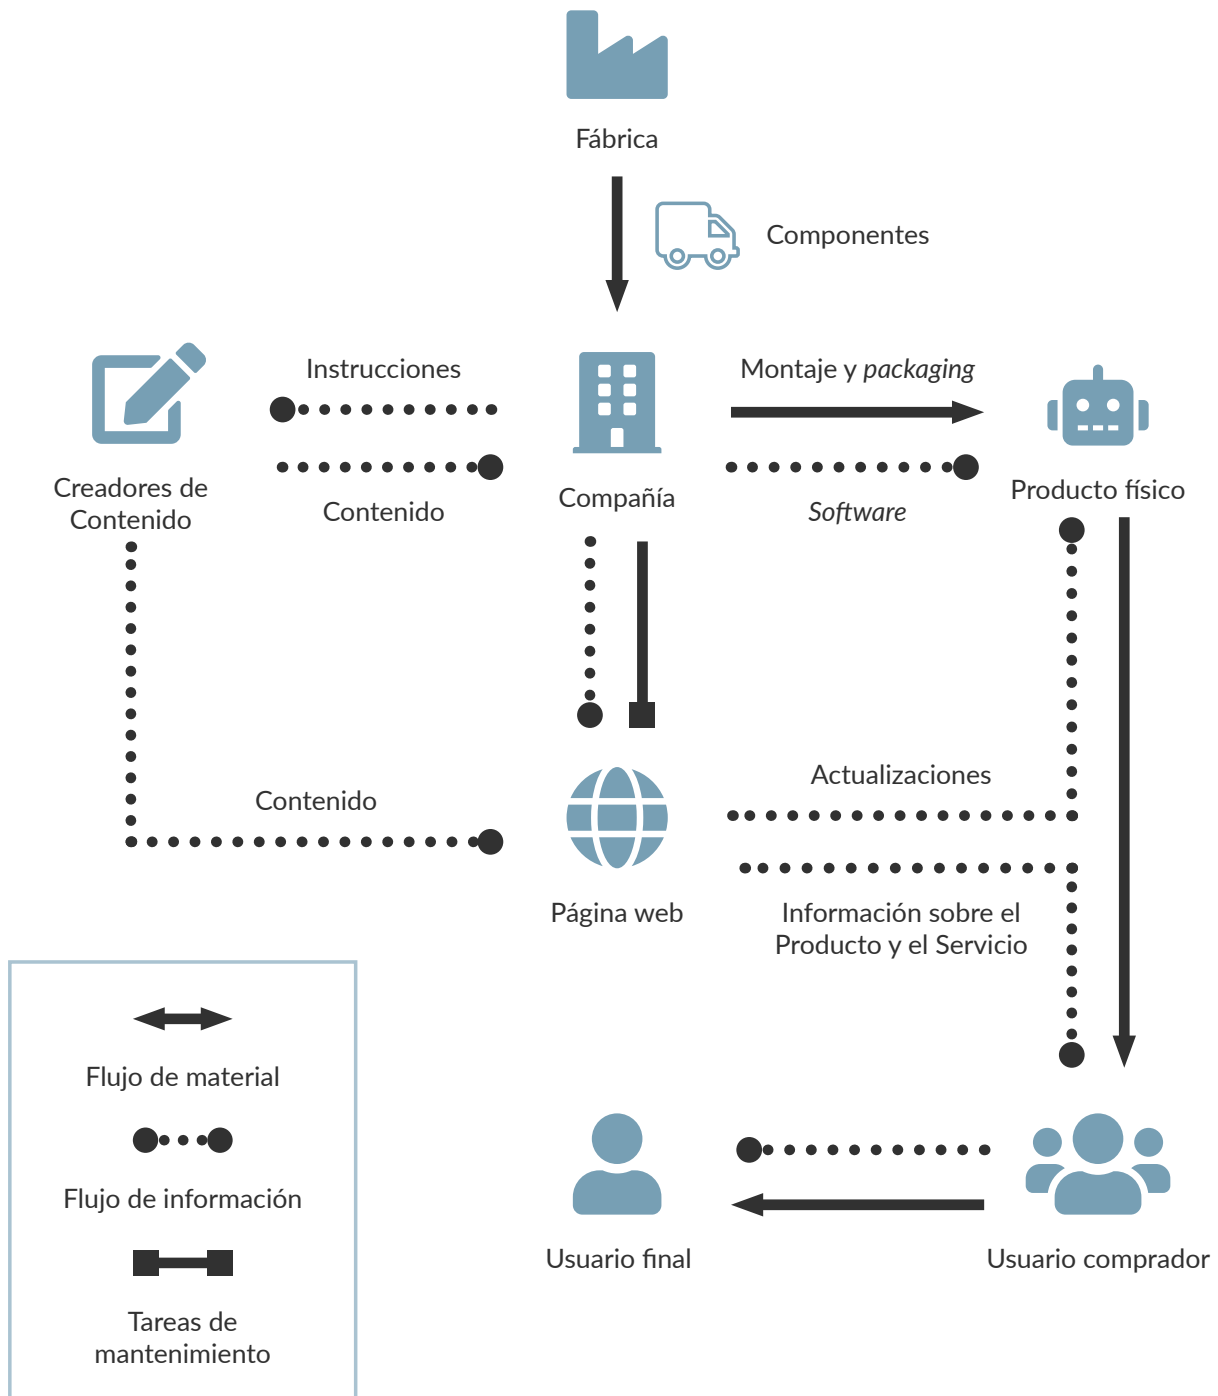 Fábrica
Componentes
Instrucciones
Montaje y packaging
Creadores de
Contenido
Contenido
Compañía
Software
Producto físico
Contenido
Actualizaciones
Página web
Información sobre el
Producto y el Servicio
Flujo de material
Flujo de información
Tareas de
mantenimiento
Usuario final
Usuario comprador